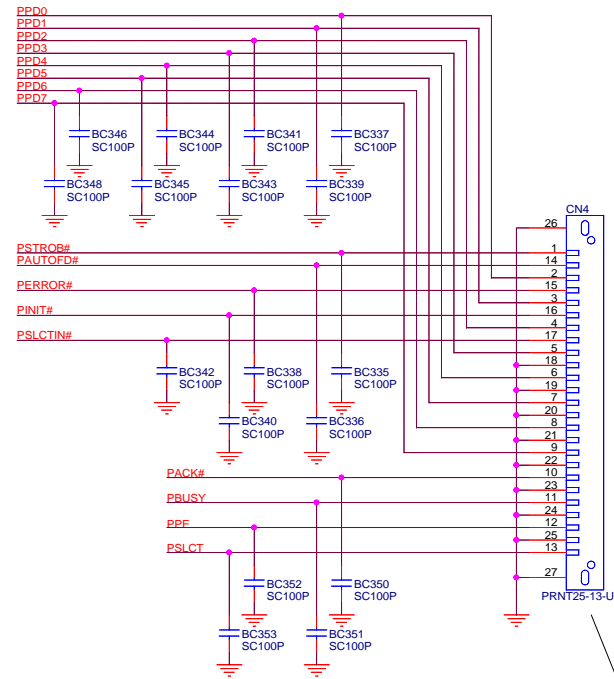 PPD0
PPD1
PPD2
PPD3
PPD4
PPD5
PPD6
PPD7
BC346
SC100P
BC344
SC100P
BC341
SC100P
BC337
SC100P
BC348
SC100P
BC345
SC100P
BC343
SC100P
BC339
SC100P
CN4
26
PSTROB#
1
PAUTOFD#
14
2
PERROR#
15
3
PINIT#
16
4
PSLCTIN#
17
5
18
6
19
7
20
8
21
9
22
10
23
11
24
12
25
13
27
PRNT25-13-U
BC342
SC100P
BC338
SC100P
BC335
SC100P
BC340
SC100P
BC336
SC100P
PACK#
PBUSY
PPE
PSLCT
BC352
SC100P
BC350
SC100P
BC353
SC100P
BC351
SC100P